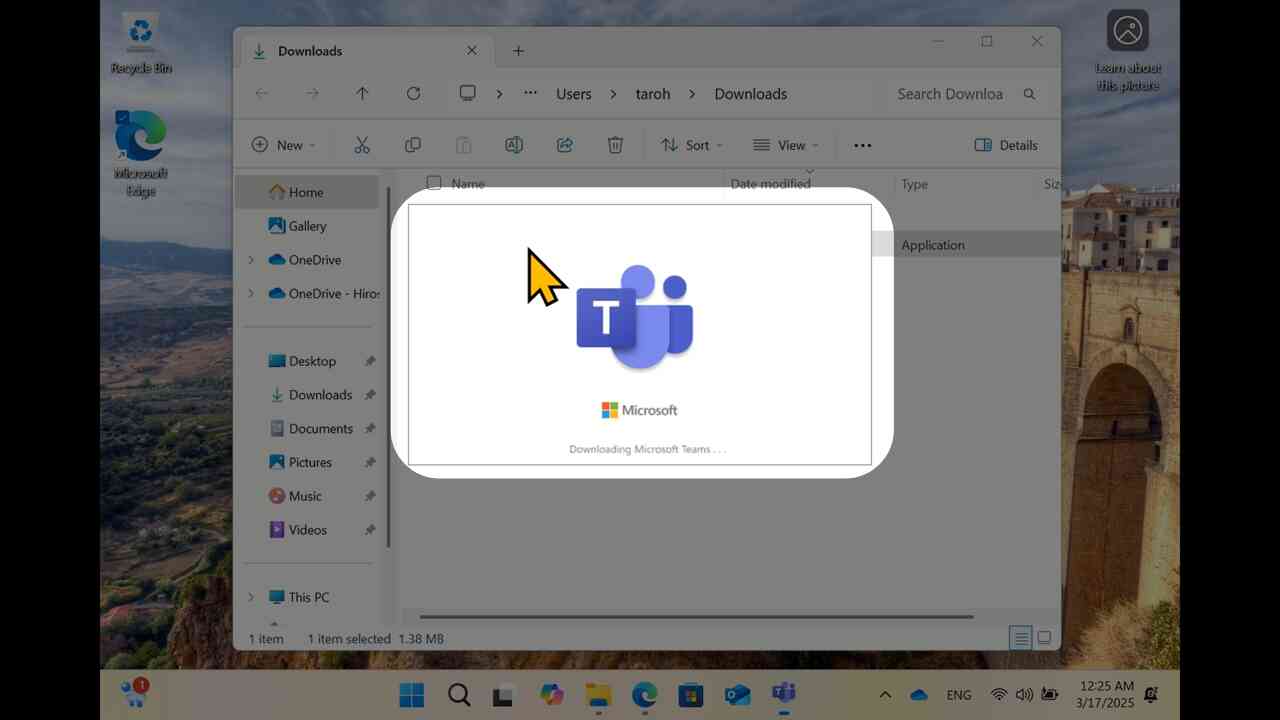 Recycle Bin
Microsoft
Edge
Learn about
this picture
Downloads
Users
taroh
Downloads
Search Downloa
New
Sort
View
Details
Name
Date modified
Type
Siz
Home
Gallery
OneDrive
OneDrive - Hiros
Application
T
Microsoft
Downloading Microsoft Teams . . .
Desktop
Downloads
Documents
Pictures
Music
Videos
This PC
1 item
1 item selected
1.38 MB
1
ENG
12:25 AM
3/17/2025